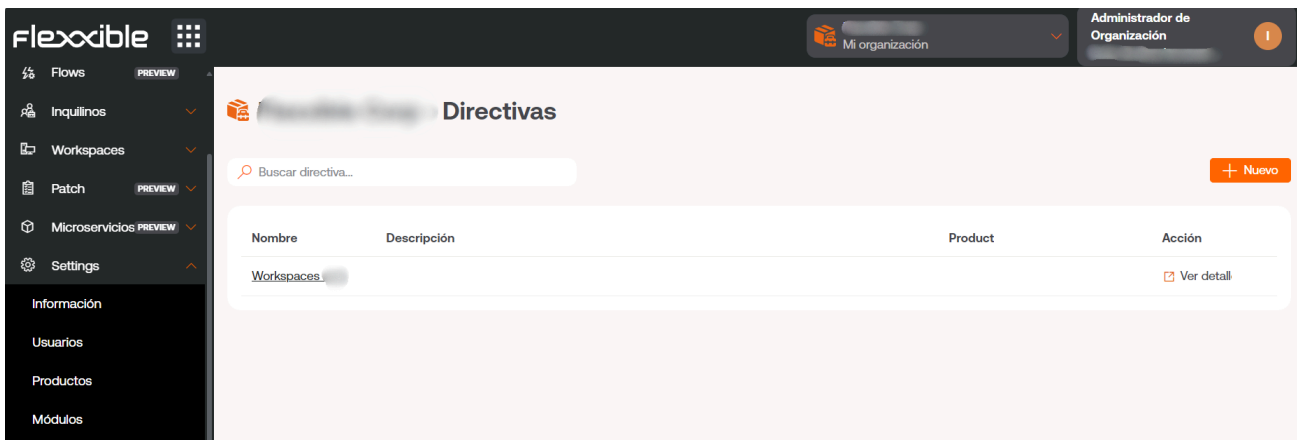 Flexxible
Mi organización
Administrador de
Organización
I
Flows PREVIEW
Inquilinos
Workspaces
Patch PREVIEW
Microservicios PREVIEW
Settings
Información
Usuarios
Productos
Módulos
Directivas
Buscar directiva...
+ Nuevo
Nombre Descripción Product Acción
Workspaces Ver detall